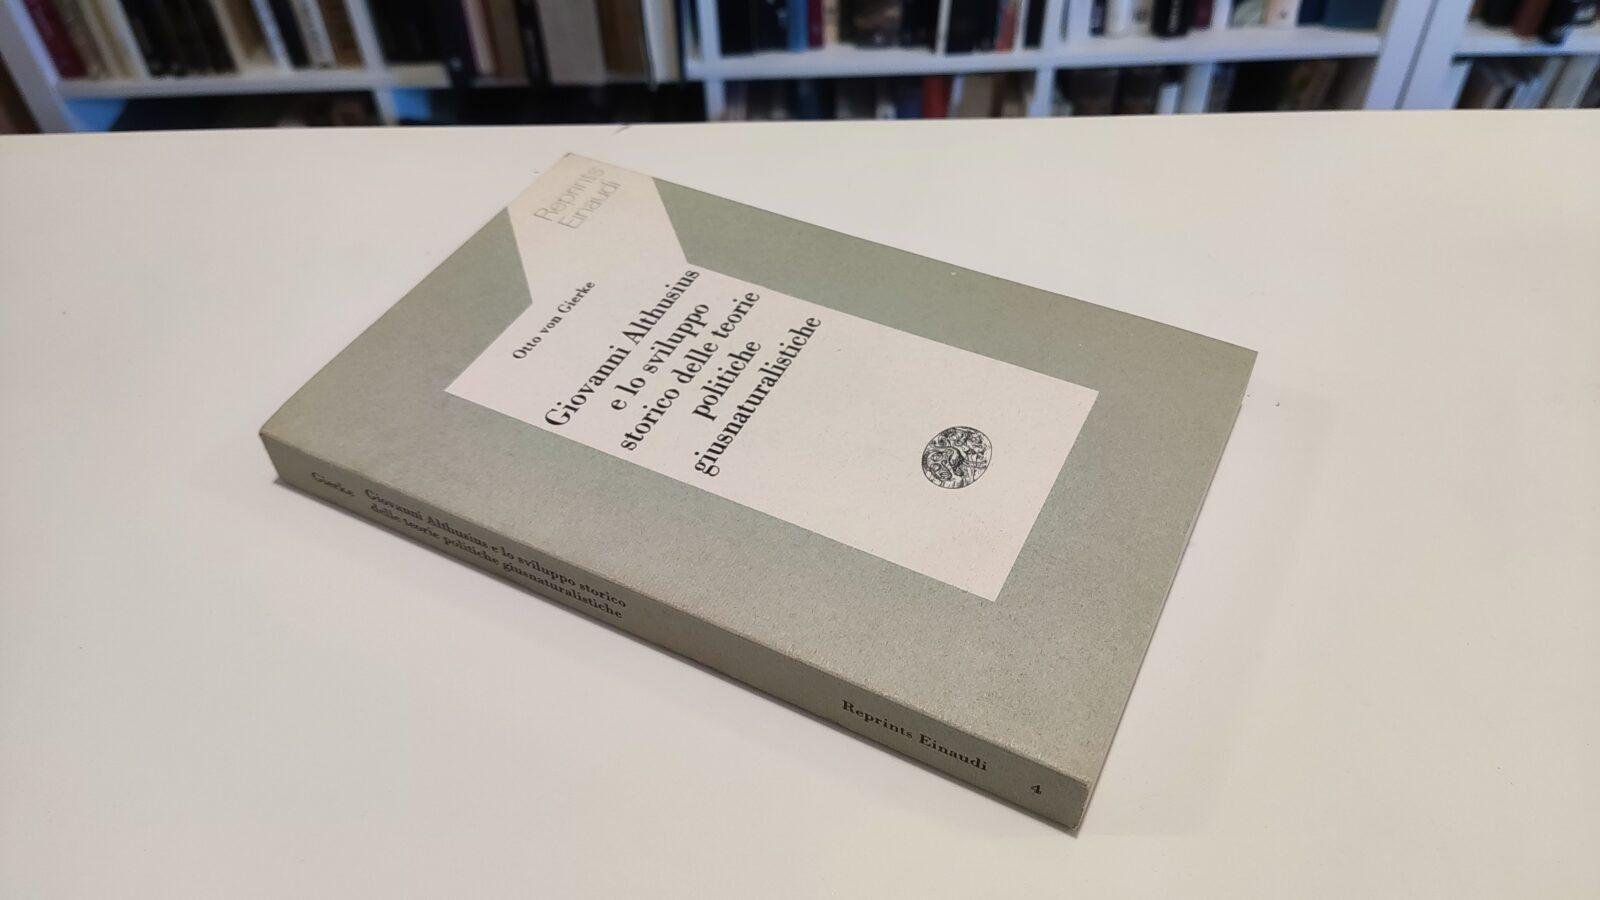 Reprints
Einaudi
Otto von Gierke
Giovanni Althusius
e lo sviluppo
storico delle teorie
politiche
giusnaturalistiche
Gierke Giovanni Althusius e lo sviluppo storico
delle teorie politiche giusnaturalistiche
Reprints Einaudi 4